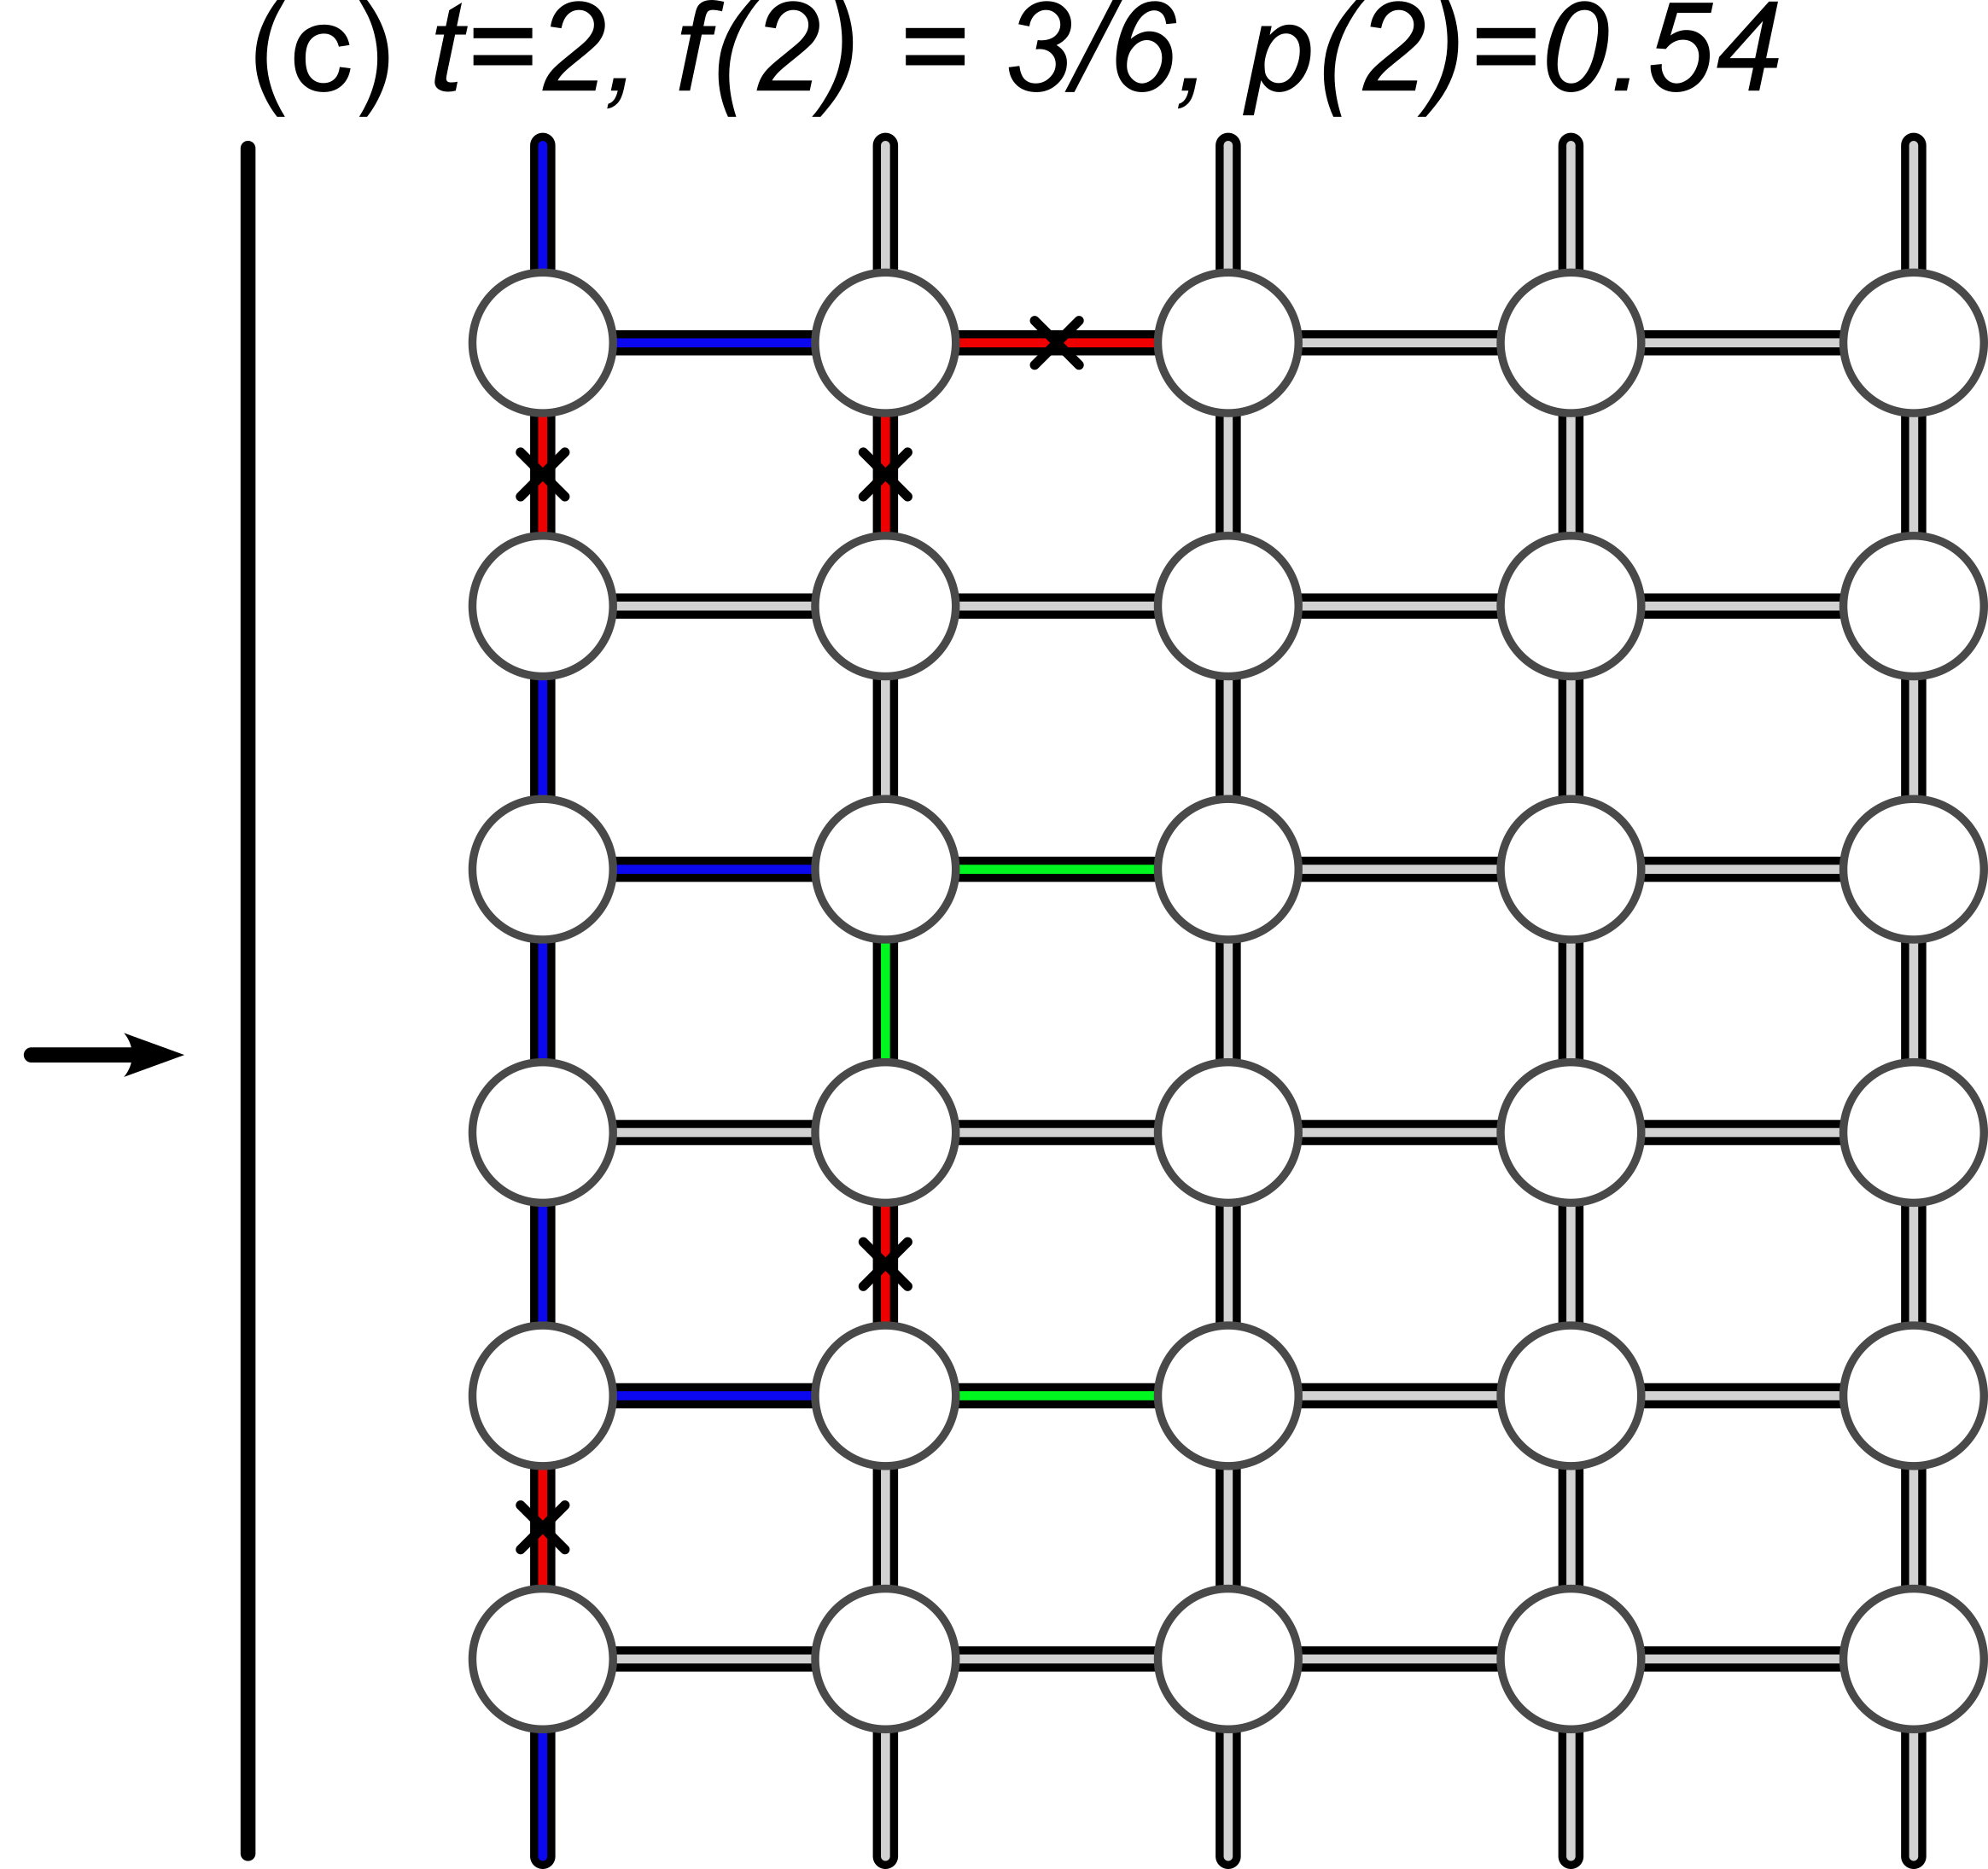 (c) t=2, f(2) = 3/6, p(2)=0.54